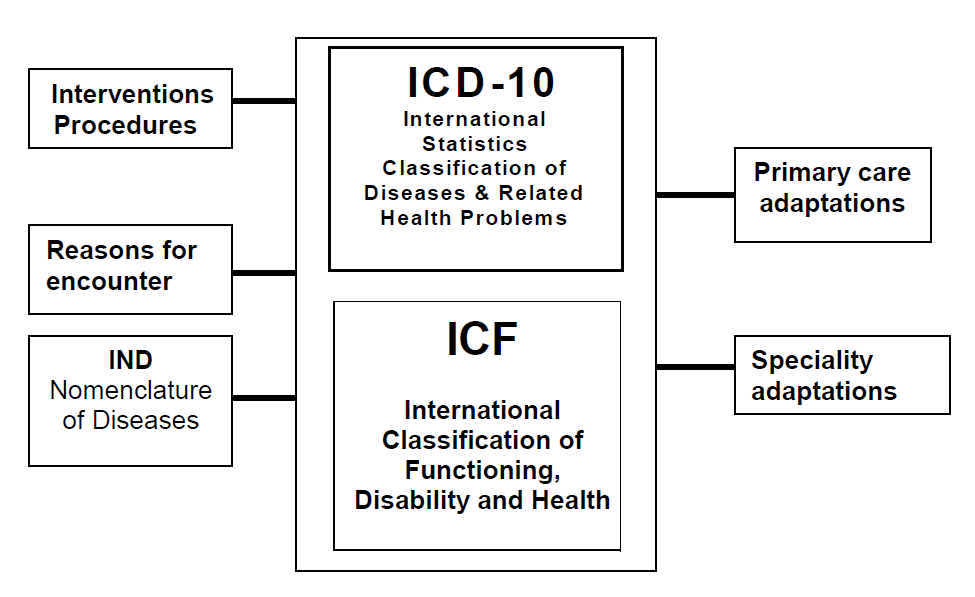 Interventions
Procedures
Reasons for
encounter
IND
Nomenclature
of Diseases
ICD-10
International
Statistics
Classification of
Diseases & Related
Health Problems
ICF
International
Classification of
Functioning,
Disability and Health
Primary care
adaptations
Speciality
adaptations